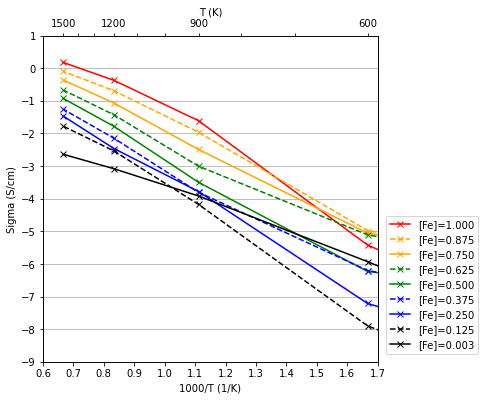 T (K)
1500 1200 900 600
1
0
−1
−2
−3
−4
−5
−6
−7
−8
−9
Sigma (S/cm)
0.6 0.7 0.8 0.9 1.0 1.1 1.2 1.3 1.4 1.5 1.6 1.7
1000/T (1/K)
[Fe]=1.000
[Fe]=0.875
[Fe]=0.750
[Fe]=0.625
[Fe]=0.500
[Fe]=0.375
[Fe]=0.250
[Fe]=0.125
[Fe]=0.003